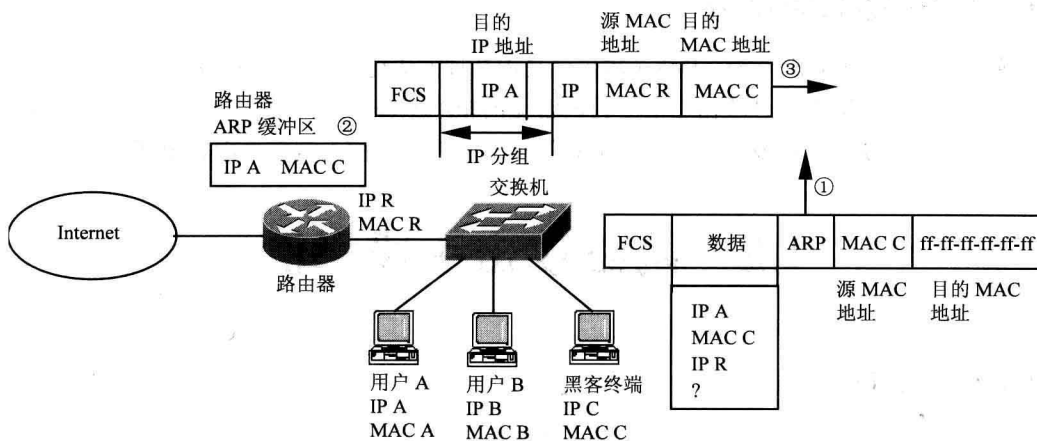 目的
IP 地址
源 MAC
地址
目的
MAC 地址
FCS
IP A
IP
MAC R
MAC C
③
IP 分组
路由器
ARP 缓冲区 ②
IP A MAC C
Internet
IP R
MAC R
路由器
交换机
①
FCS
数据
ARP
MAC C
ff-ff-ff-ff-ff-ff
源 MAC
地址
目的 MAC
地址
IP A
MAC C
IP R
?
用户 A
IP A
MAC A
用户 B
IP B
MAC B
黑客终端
IP C
MAC C